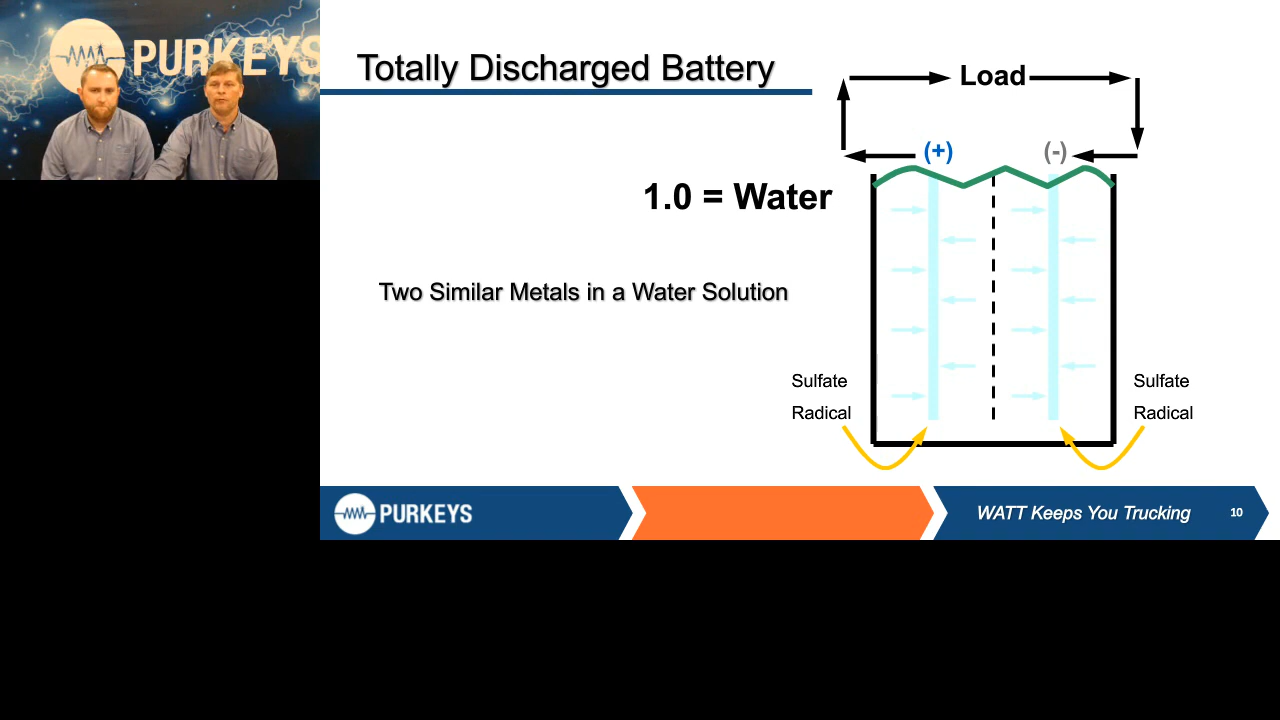 PURKEYS
Totally Discharged Battery
Load
(+)
(-)
1.0 = Water
Two Similar Metals in a Water Solution
Sulfate
Radical
Sulfate
Radical
PURKEYS
WATT Keeps You Trucking
10